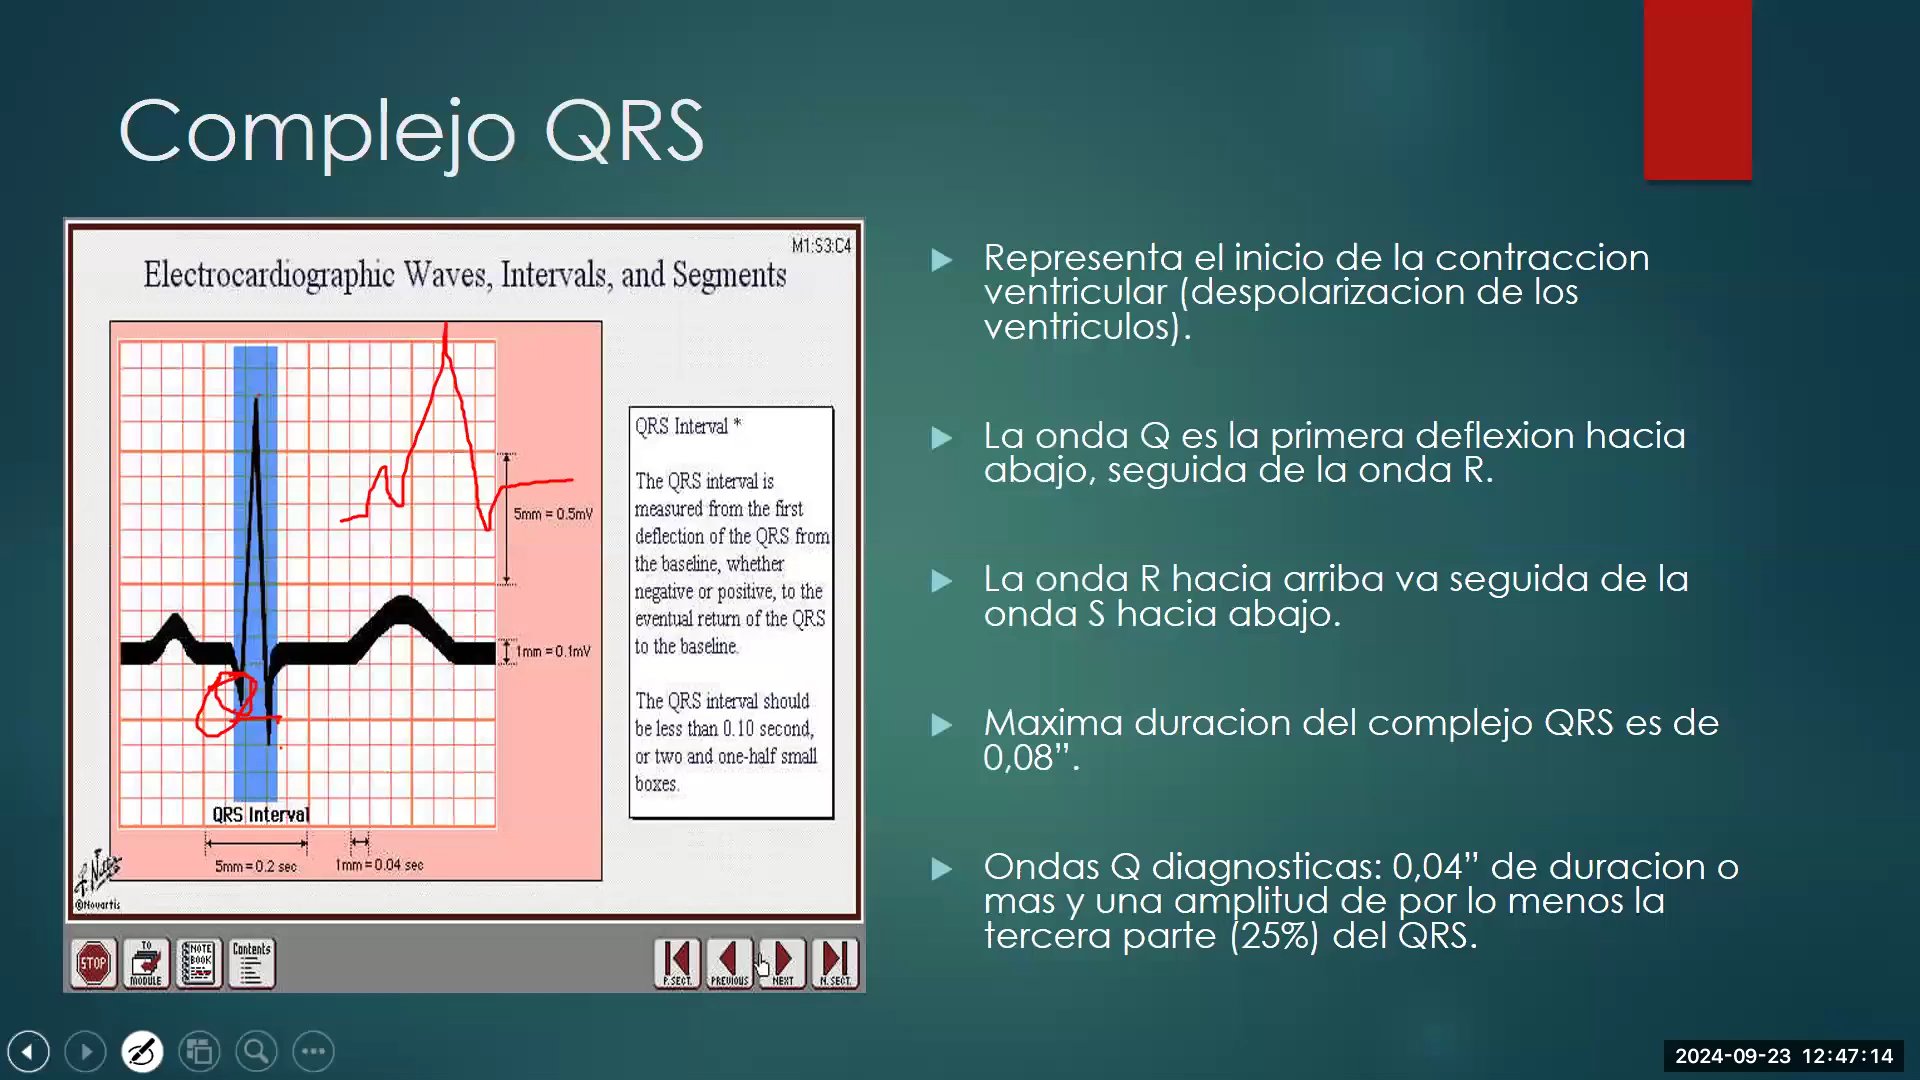 Complejo QRS
M1:S3:C4
Electrocardiographic Waves, Intervals, and Segments
5mm = 0.5mV
1mm = 0.1mV
QRS Interval
5mm = 0.2 sec
1mm = 0.04 sec
©Novartis
QRS Interval *
The QRS interval is
measured from the first
deflection of the QRS from
the baseline, whether
negative or positive, to the
eventual return of the QRS
to the baseline.
The QRS interval should
be less than 0.10 second,
or two and one-half small
boxes.
STOP
TO
MODULE
NOTE
BOOK
Contents
P.SECT.
PREVIOUS
NEXT
N.SECT.
Representa el inicio de la contraccion
ventricular (despolarizacion de los
ventriculos).
La onda Q es la primera deflexion hacia
abajo, seguida de la onda R.
La onda R hacia arriba va seguida de la
onda S hacia abajo.
Maxima duracion del complejo QRS es de
0,08”.
Ondas Q diagnosticas: 0,04” de duracion o
mas y una amplitud de por lo menos la
tercera parte (25%) del QRS.
2024-09-23 12:47:14